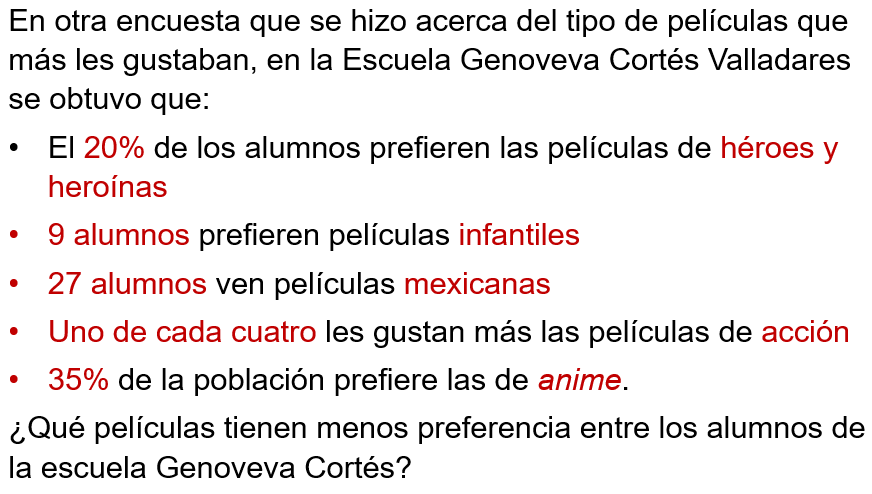 En otra encuesta que se hizo acerca del tipo de películas que
más les gustaban, en la Escuela Genoveva Cortés Valladares
se obtuvo que:
• El 20% de los alumnos prefieren las películas de héroes y
heroínas
• 9 alumnos prefieren películas infantiles
• 27 alumnos ven películas mexicanas
• Uno de cada cuatro les gustan más las películas de acción
• 35% de la población prefiere las de anime.
¿Qué películas tienen menos preferencia entre los alumnos de
la escuela Genoveva Cortés?